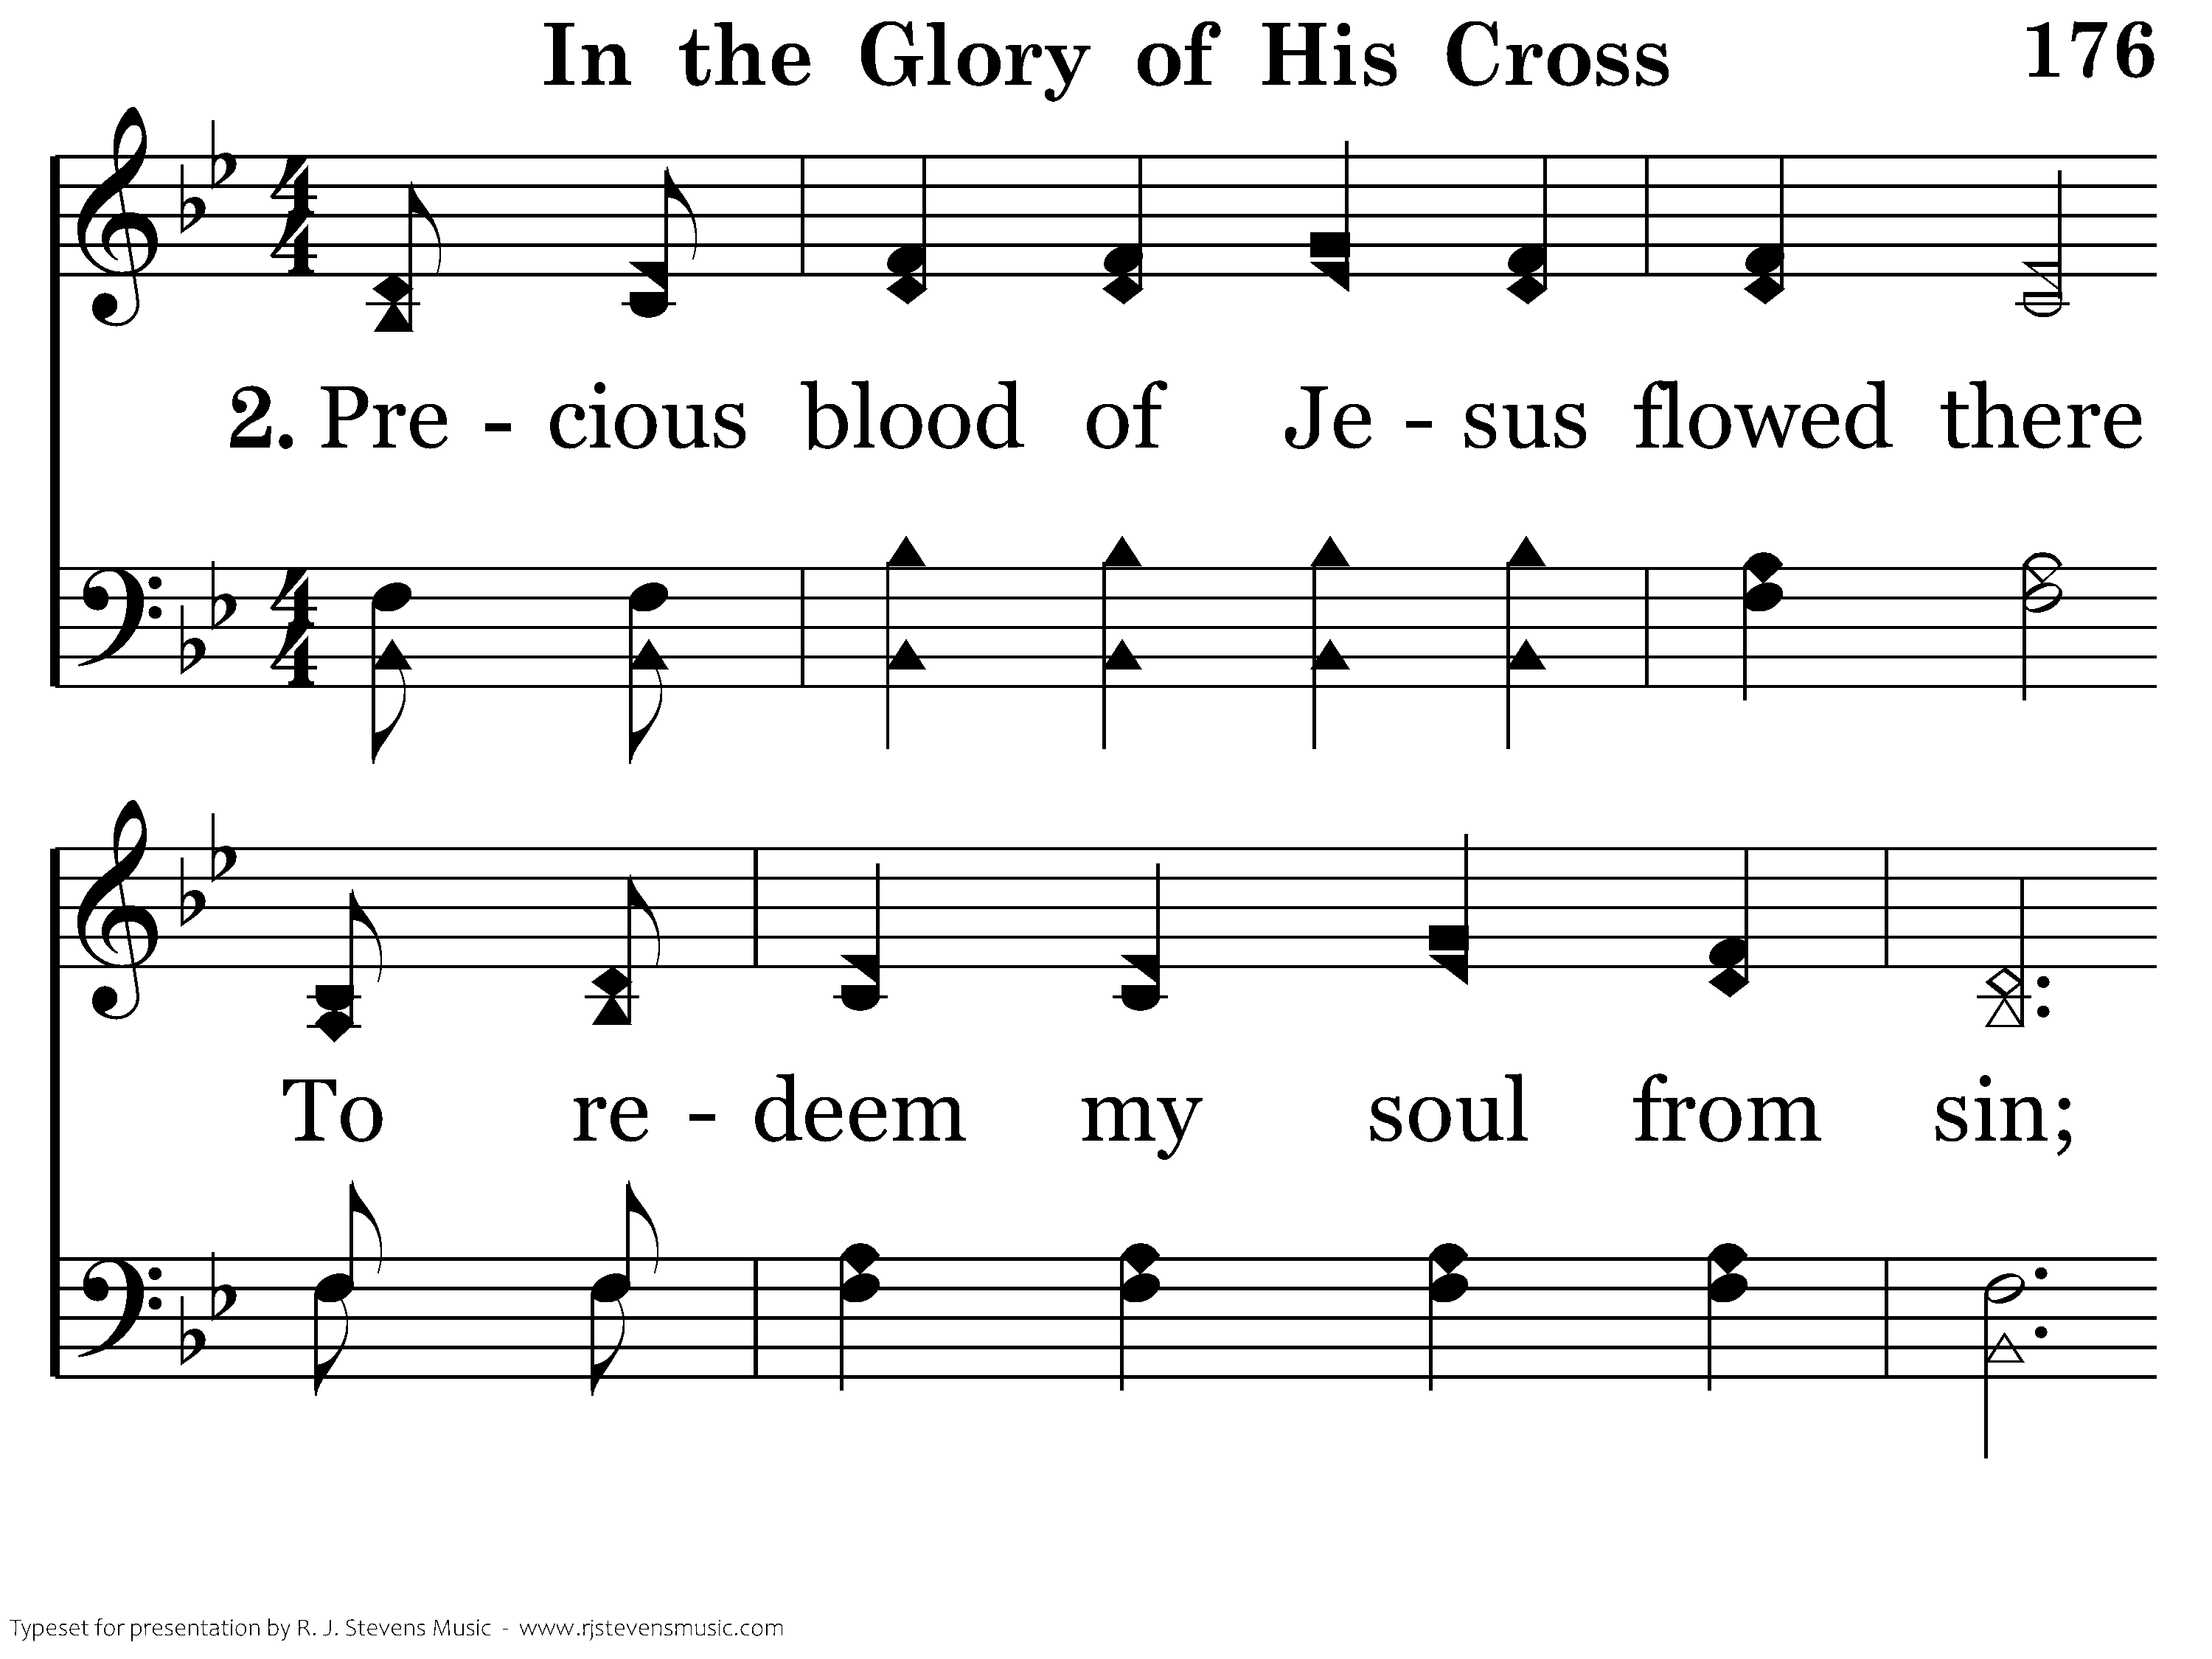 In the Glory of His Cross 176
2. Pre - cious blood of Je - sus flowed there
To re - deem my soul from sin;
Typeset for presentation by R. J. Stevens Music - www.rjstevensmusic.com